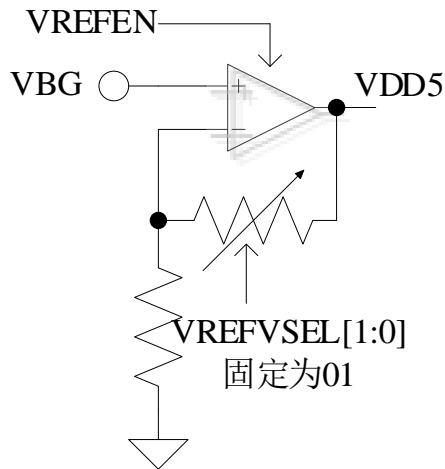 VREFEN
VBG
VDD5
VREFVSEL[1:0]
固定为01